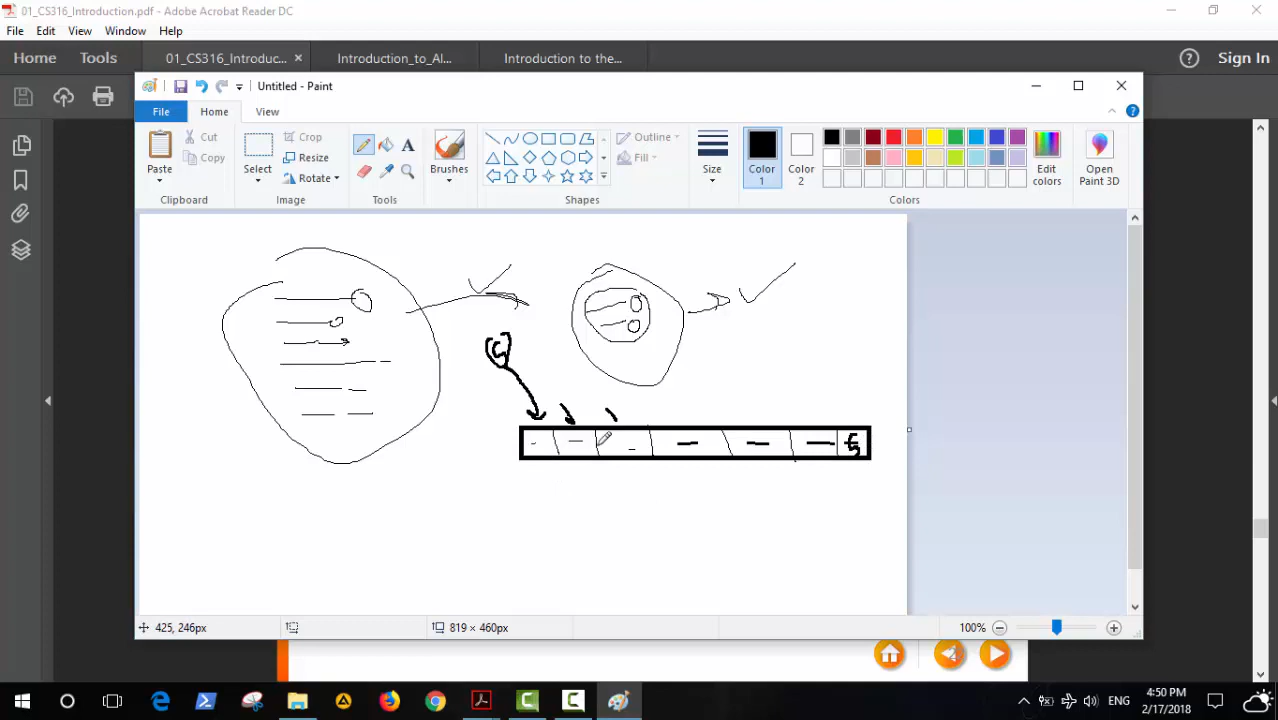 01_CS316_Introduction.pdf - Adobe Acrobat Reader DC
File Edit View Window Help
Home Tools 01_CS316_Introduc... × Introduction_to_Al... Introduction to the... Sign In
Untitled - Paint
File Home View
Cut Crop Outline
Copy Resize Fill
Paste Select Rotate Brushes Size Color 1 Color 2 Edit colors Open Paint 3D
Clipboard Image Tools Shapes Colors
425, 246px 819 × 460px 100%
4:50 PM
ENG
2/17/2018